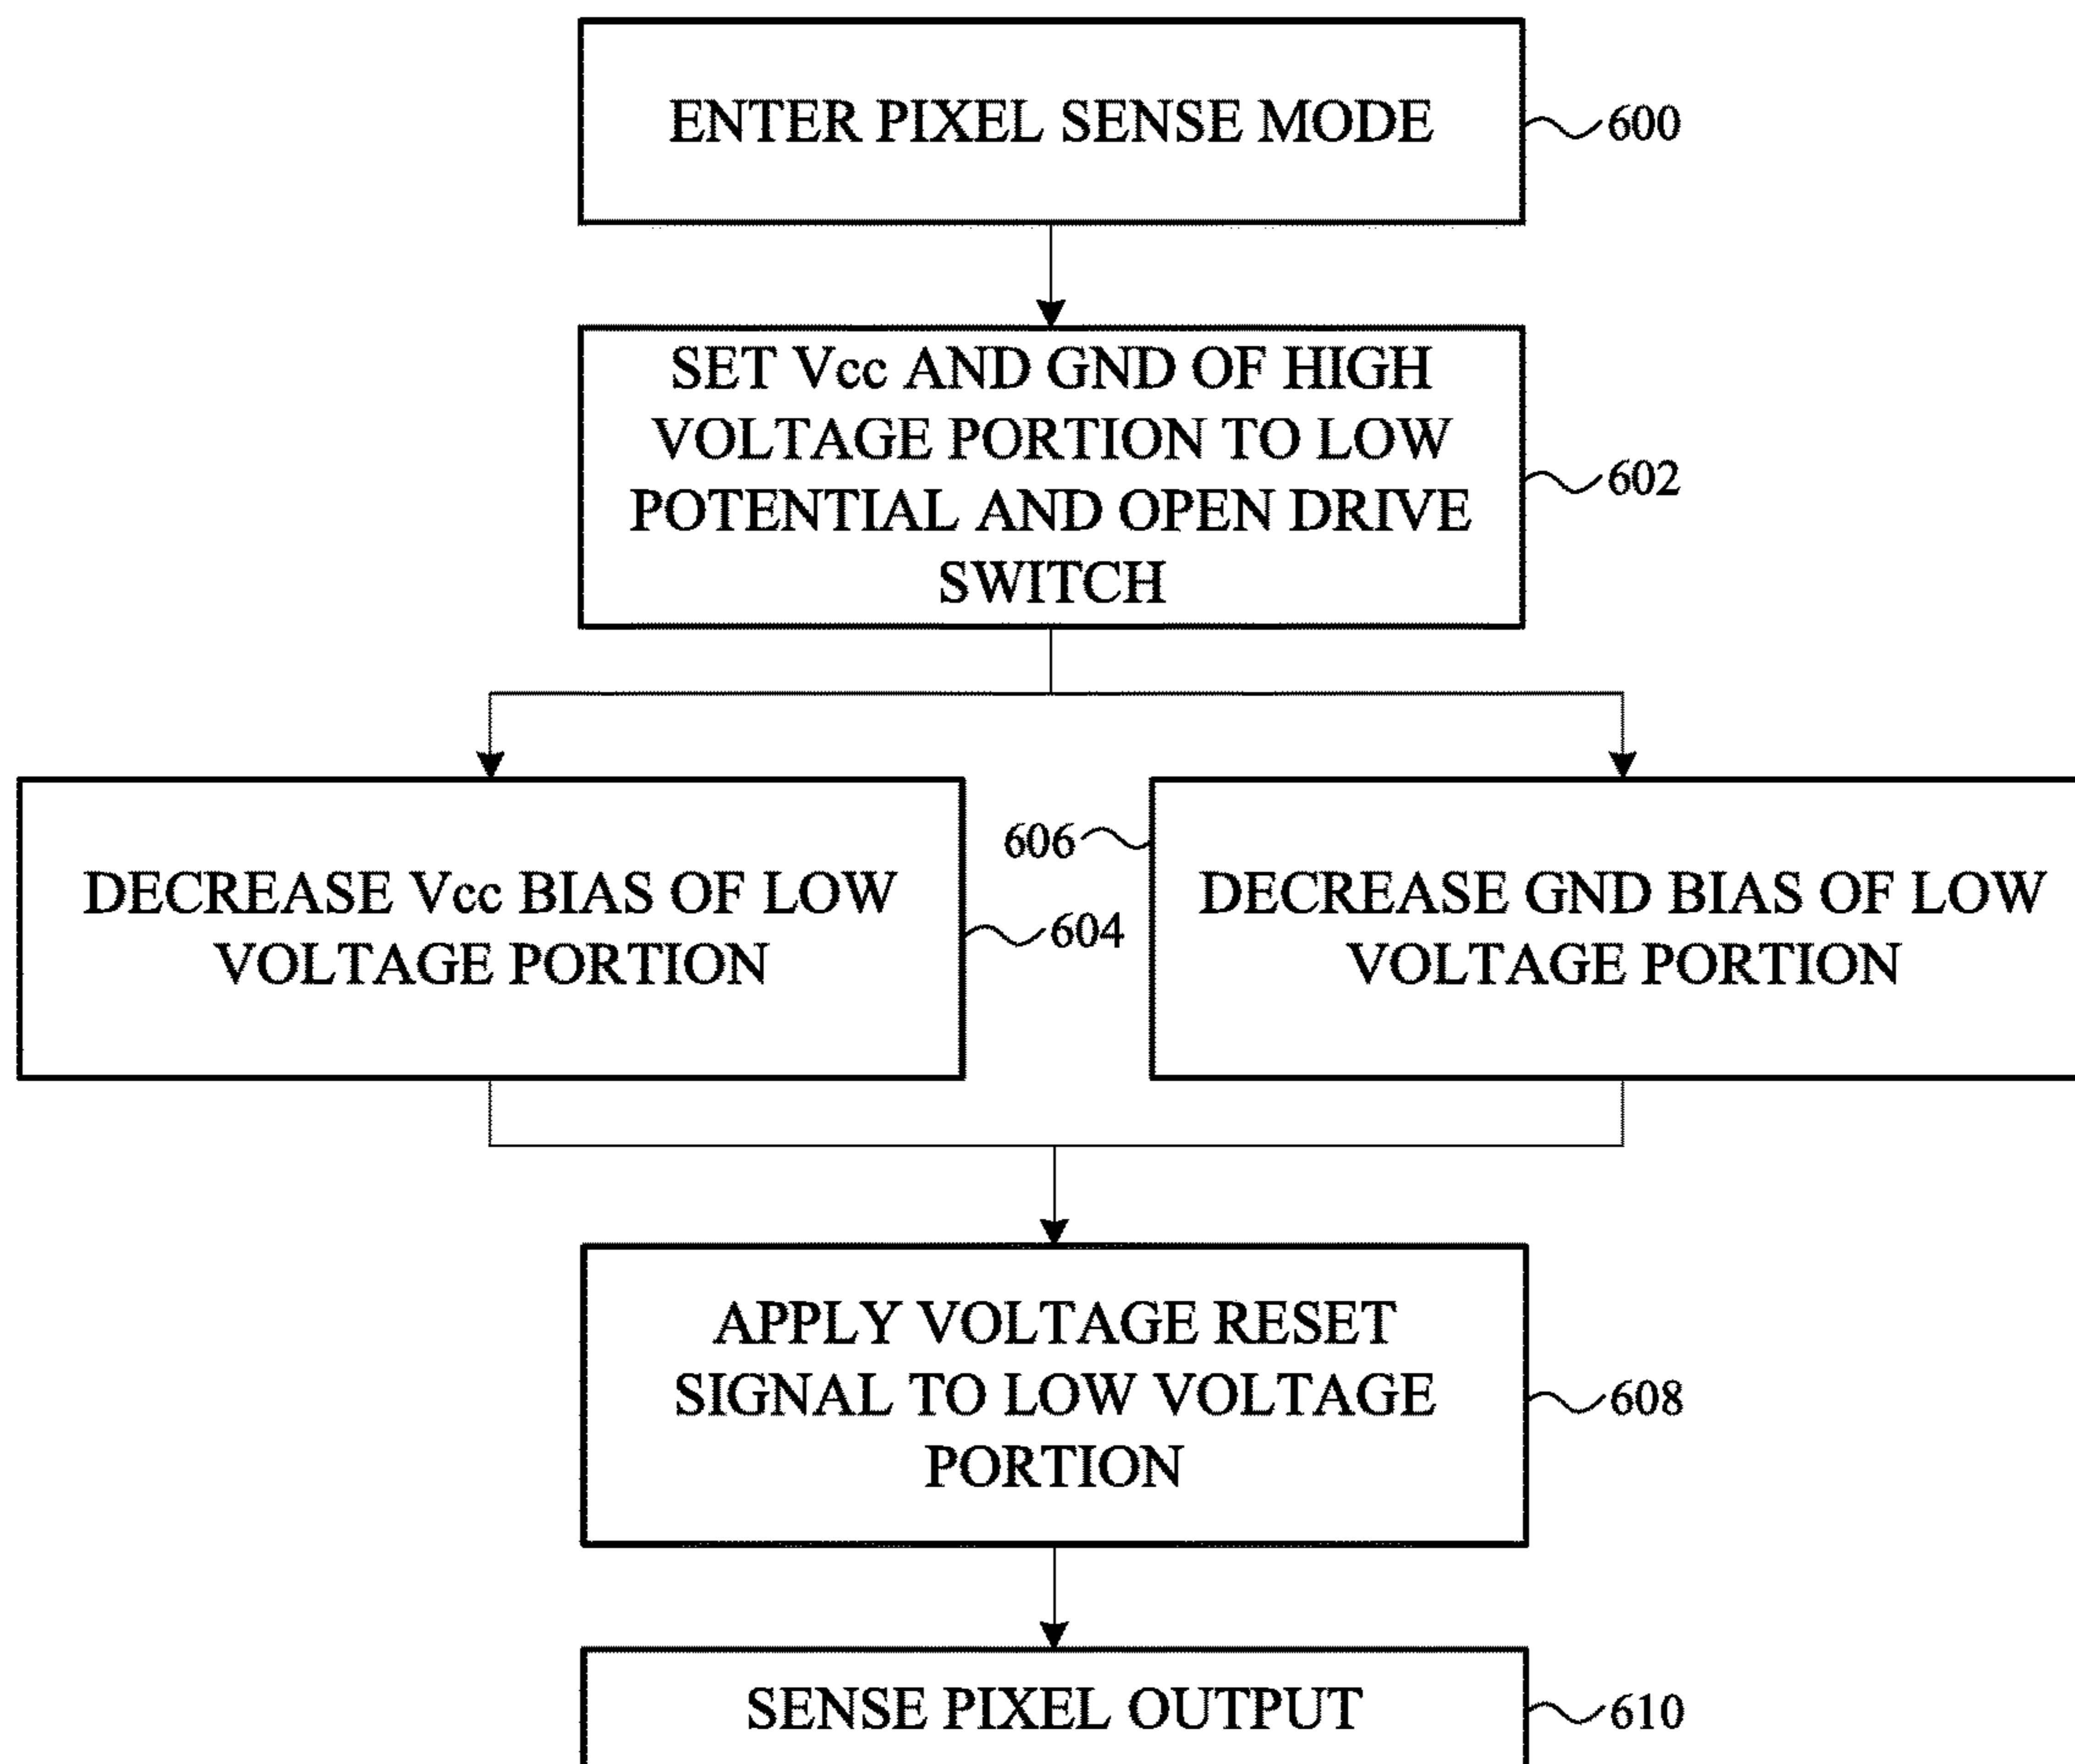 ENTER PIXEL SENSE MODE
600
SET Vcc AND GND OF HIGH
VOLTAGE PORTION TO LOW
POTENTIAL AND OPEN DRIVE
SWITCH
602
DECREASE Vcc BIAS OF LOW
VOLTAGE PORTION
604
606
DECREASE GND BIAS OF LOW
VOLTAGE PORTION
APPLY VOLTAGE RESET
SIGNAL TO LOW VOLTAGE
PORTION
608
SENSE PIXEL OUTPUT
610